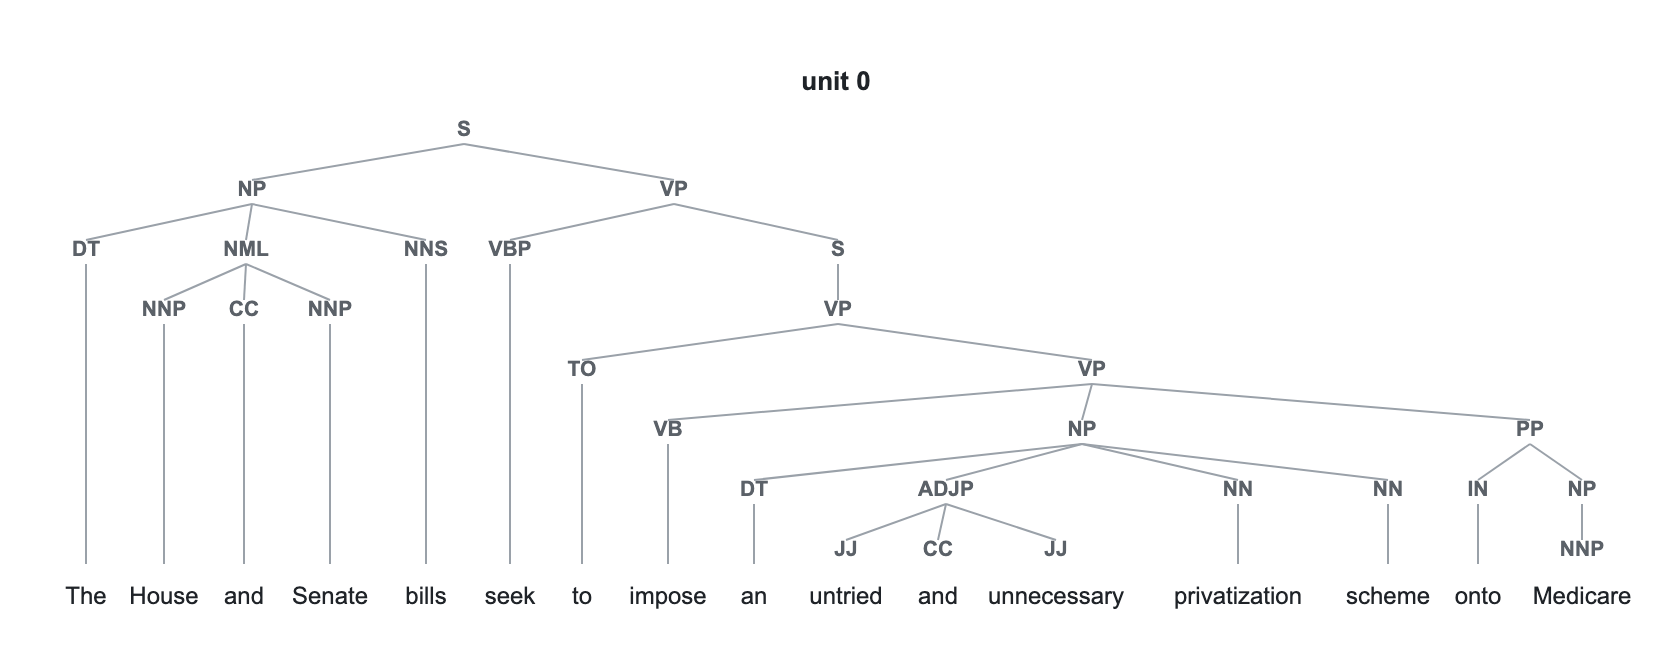 unit 0
S
NP VP
DT NML NNS VBP S
NNP CC NNP VP
TO VP
VB NP PP
DT ADJP NN NN IN NP
JJ CC JJ NNP
The House and Senate bills seek to impose an untried and unnecessary privatization scheme onto Medicare